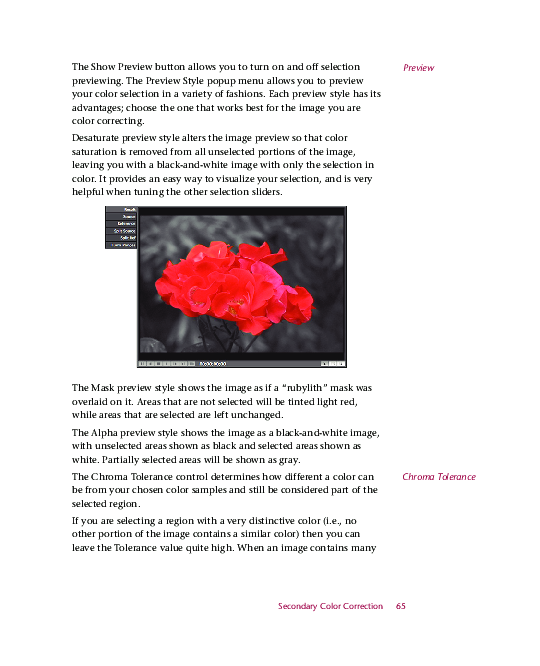 The Show Preview button allows you to turn on and off selection
Preview
previewing. The Preview Style popup menu allows you to preview
your color selection in a variety of fashions. Each preview style has its
advantages; choose the one that works best for the image you are
color correcting.
Desaturate preview style alters the image preview so that color
saturation is removed from all unselected portions of the image,
leaving you with a black-and-white image with only the selection in
color. It provides an easy way to visualize your selection, and is very
helpful when tuning the other selection sliders.
Result
Source
Reference
Split Source
Split Ref
The Mask preview style shows the image as if a “rubylith” mask was
overlaid on it. Areas that are not selected will be tinted light red,
while areas that are selected are left unchanged.
The Alpha preview style shows the image as a black-and-white image,
with unselected areas shown as black and selected areas shown as
white. Partially selected areas will be shown as gray.
The Chroma Tolerance control determines how different a color can
Chroma Tolerance
be from your chosen color samples and still be considered part of the
selected region.
If you are selecting a region with a very distinctive color (i.e., no
other portion of the image contains a similar color) then you can
leave the Tolerance value quite high. When an image contains many
Secondary Color Correction 65